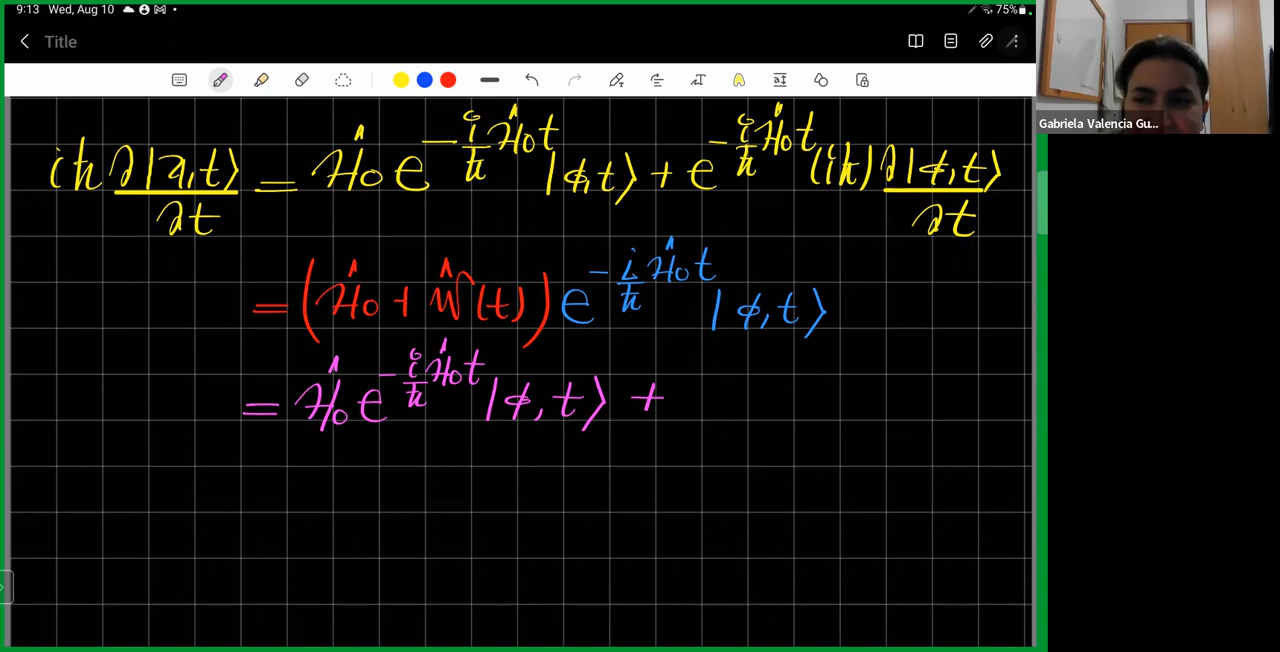 9:13 Wed, Aug 10
75%
Title
Gabriela Valencia Gu...
iħ ∂|λ,t⟩/∂t = Ĥ₀ e^{-i/ħ Ĥ₀t} |φ,t⟩ + e^{-i/ħ Ĥ₀t} (iħ) ∂|φ,t⟩/∂t
= (Ĥ₀ + Ŵ(t)) e^{-i/ħ Ĥ₀t} |φ,t⟩
= Ĥ₀ e^{-i/ħ Ĥ₀t} |φ,t⟩ +